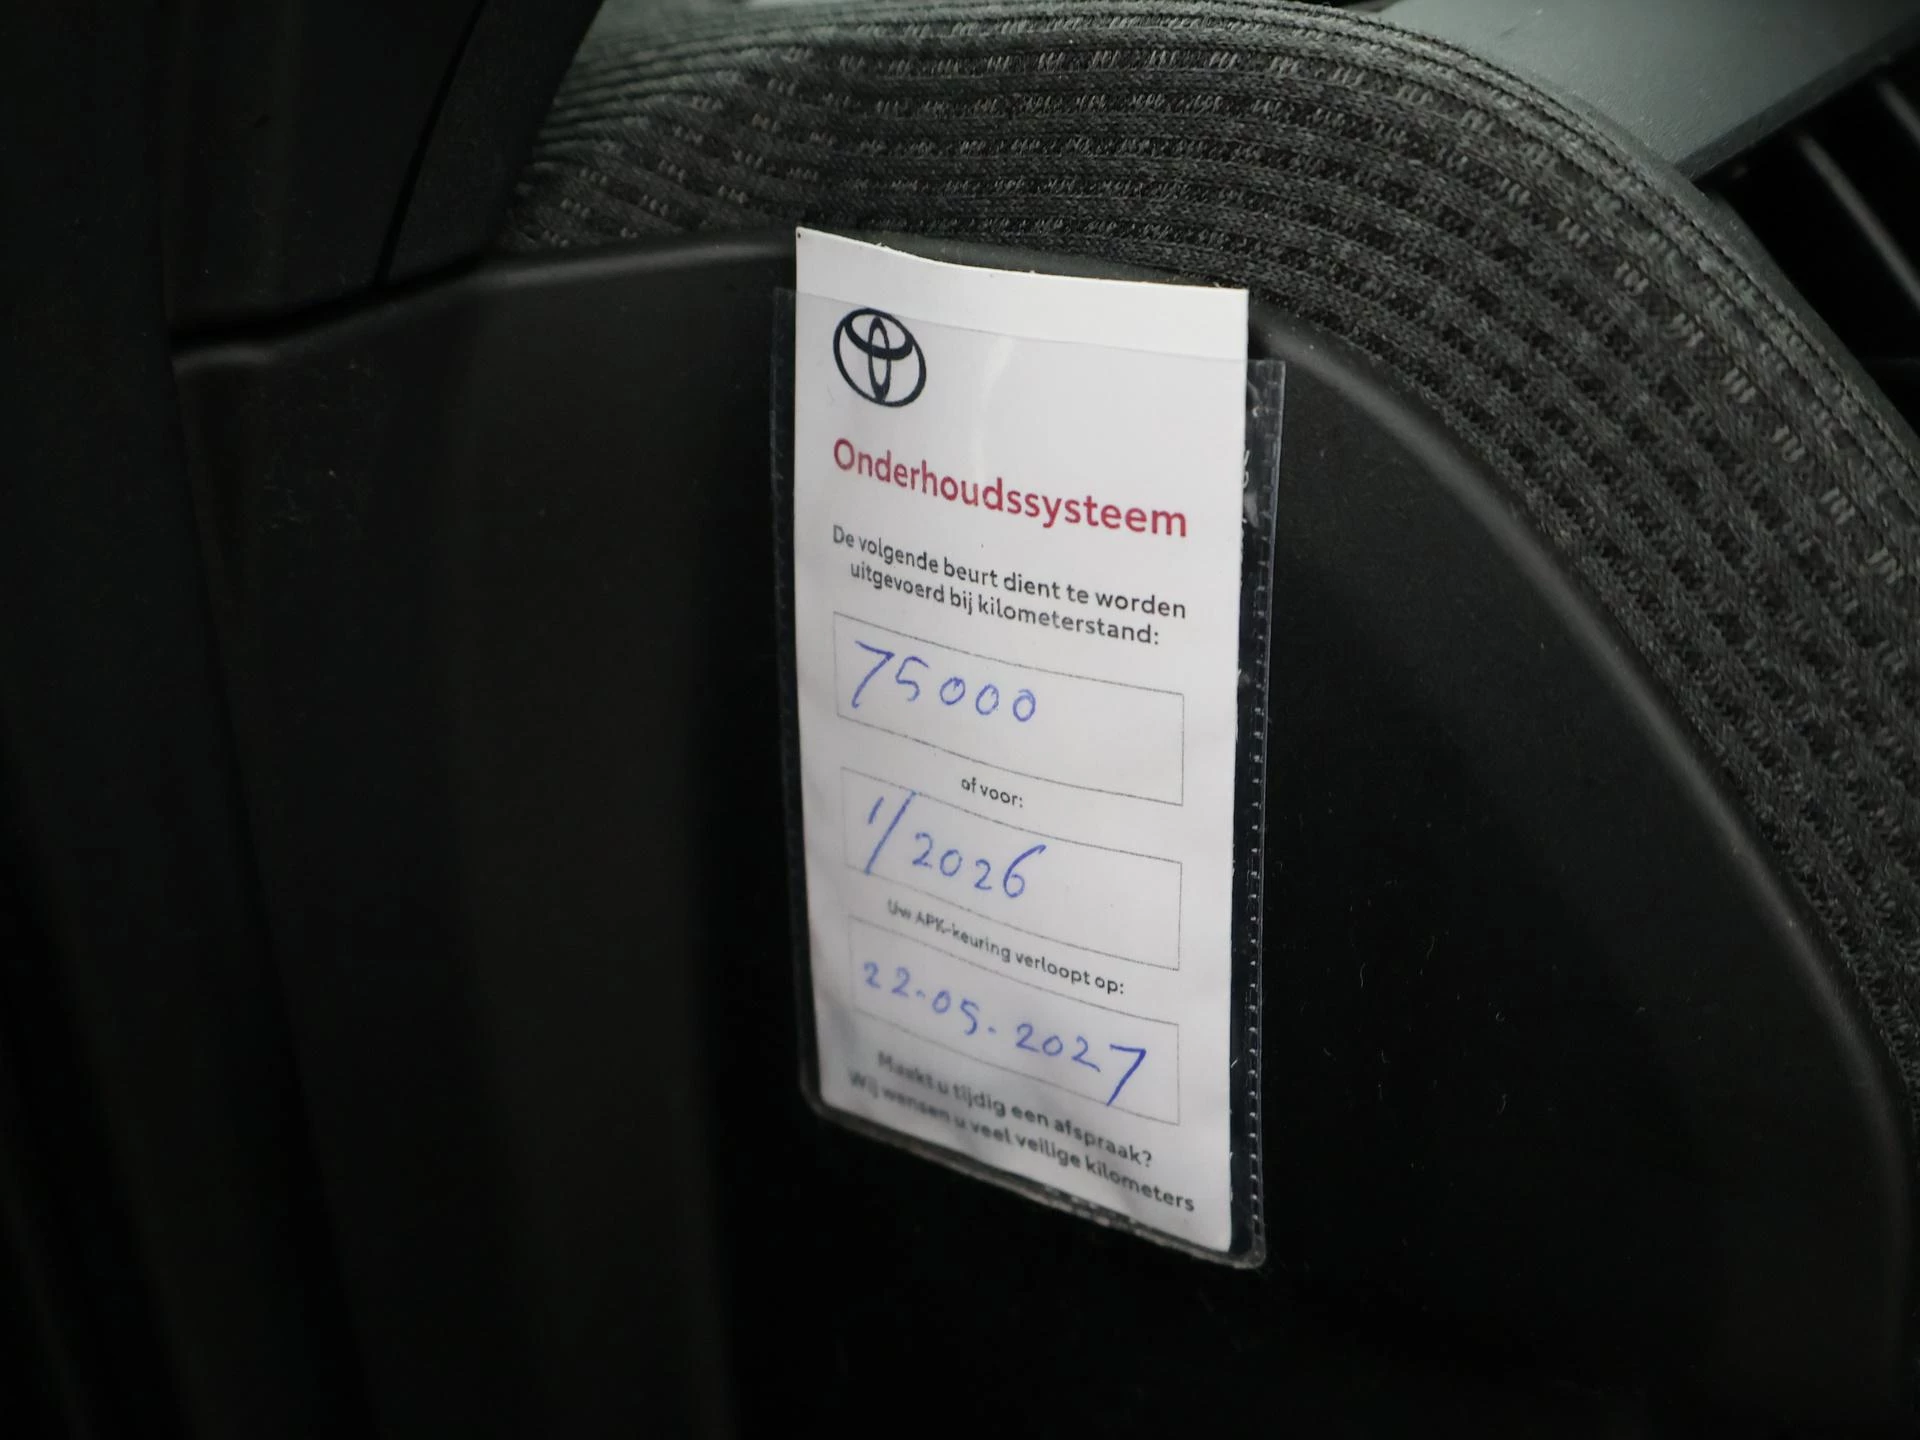 Onderhoudssysteem
De volgende beurt dient te worden
uitgevoerd bij kilometerstand:
75000
of voor:
1/2026
Uw APK-keuring verloopt op:
22-05-2027
Maakt u tijdig een afspraak?
Wij wensen u veel veilige kilometers